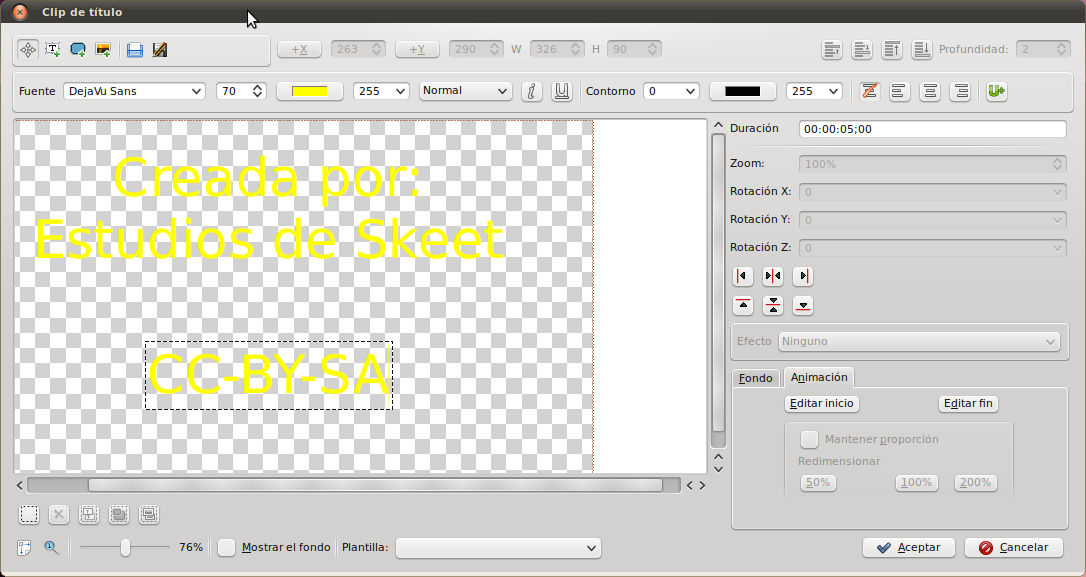 Clip de título
+X 263 +Y 290 W 326 H 90 Profundidad: 2
Fuente DejaVu Sans 70 255 Normal i U Contorno 0 255
Creada por:
Estudios de Skeet
CC-BY-SA
Duración 00:00:05;00
Zoom: 100%
Rotación X: 0
Rotación Y: 0
Rotación Z: 0
Efecto Ninguno
Fondo Animación
Editar inicio Editar fin
Mantener proporción
Redimensionar
50% 100% 200%
76% Mostrar el fondo Plantilla: Aceptar Cancelar